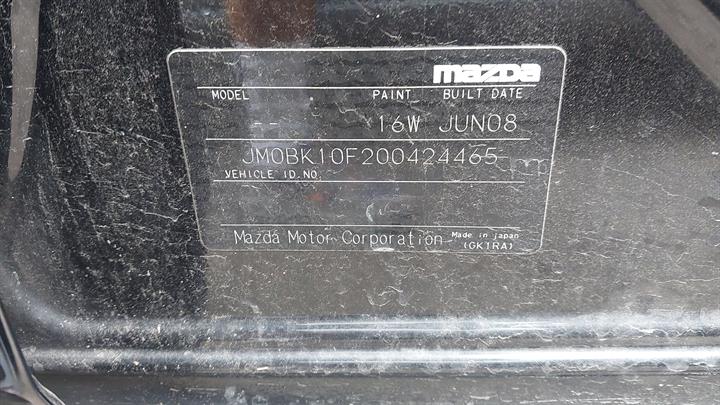 mazda
MODEL PAINT BUILT DATE
-- 16W JUN08
JM0BK10F200424465
VEHICLE ID.NO.
Mazda Motor Corporation Made in japan
(GK1RA)